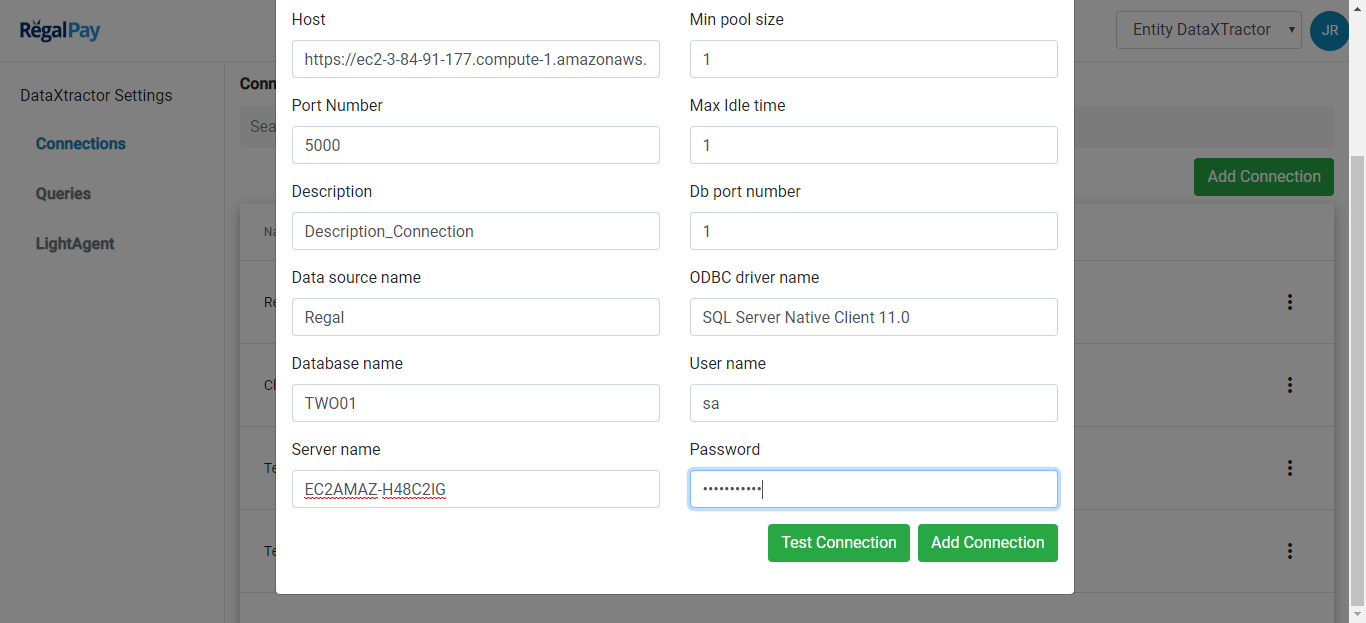 RegalPay
Entity DataXTractor
JR
DataXtractor Settings
Connections
Queries
LightAgent
Conn
Sea
Add Connection
Na
Re
Cl
Te
Te
Host
https://ec2-3-84-91-177.compute-1.amazonaws.
Port Number
5000
Description
Description_Connection
Data source name
Regal
Database name
TWO01
Server name
EC2AMAZ-H48C2IG
Min pool size
1
Max Idle time
1
Db port number
1
ODBC driver name
SQL Server Native Client 11.0
User name
sa
Password
•••••••••••
Test Connection
Add Connection